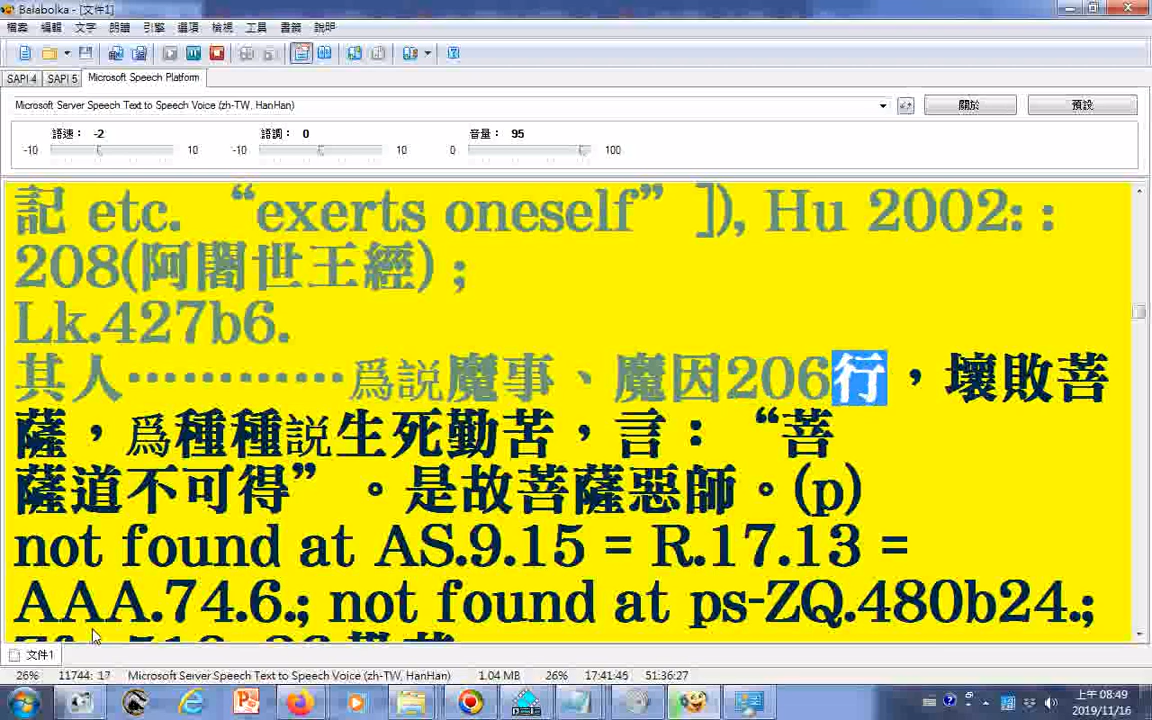 Balabolka - [文件1]
檔案 編輯 文字 朗讀 引擎 選項 檢視 工具 書籤 說明
SAPI 4 SAPI 5 Microsoft Speech Platform
Microsoft Server Speech Text to Speech Voice (zh-TW, HanHan) 關於 預設
語速： -2 語調： 0 音量： 95
-10 10 -10 10 0 100
記 etc. “exerts oneself” ]), Hu 2002: :
208(阿闍世王經) ;
Lk.427b6.
其人…………爲説魔事、魔因206行，壞敗菩
薩，爲種種説生死勤苦，言：“菩
薩道不可得”。是故菩薩惡師。(p)
not found at AS.9.15 = R.17.13 =
AAA.74.6.; not found at ps-ZQ.480b24.;
文件1
26% 11744: 17 Microsoft Server Speech Text to Speech Voice (zh-TW, HanHan) 1.04 MB 26% 17:41:45 51:36:27
上午 08:49
2019/11/16